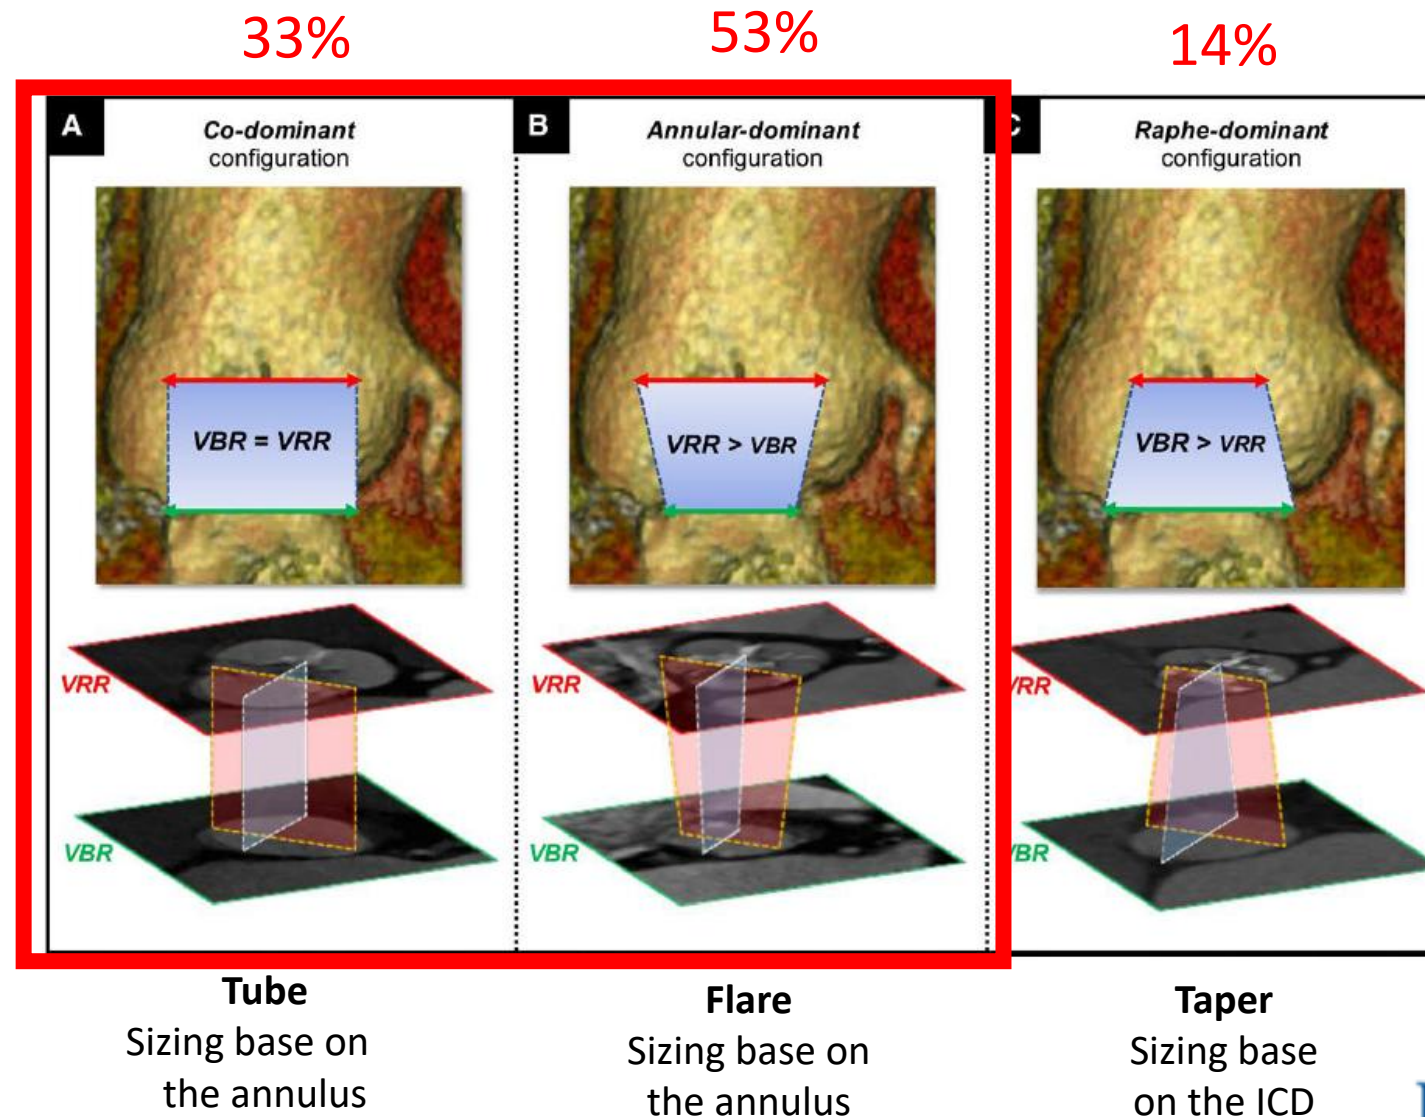 33%
53%
14%
A
Co-dominant
configuration
VBR = VRR
VRR
VBR
Tube
Sizing base on
the annulus
B
Annular-dominant
configuration
VRR > VBR
VRR
VBR
Flare
Sizing base on
the annulus
Raphe-dominant
configuration
VBR > VRR
Taper
Sizing base
on the ICD